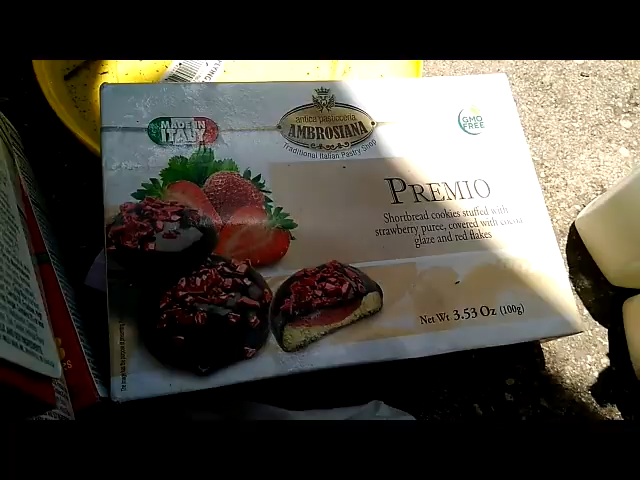 MADE IN
ITALY
antica pasticceria
AMBROSIANA
Traditional Italian Pastry Shop
GMO
FREE
PREMIO
Shortbread cookies stuffed with
strawberry puree, covered with cocoa
glaze and red flakes
Net Wt. 3.53 Oz (100g)